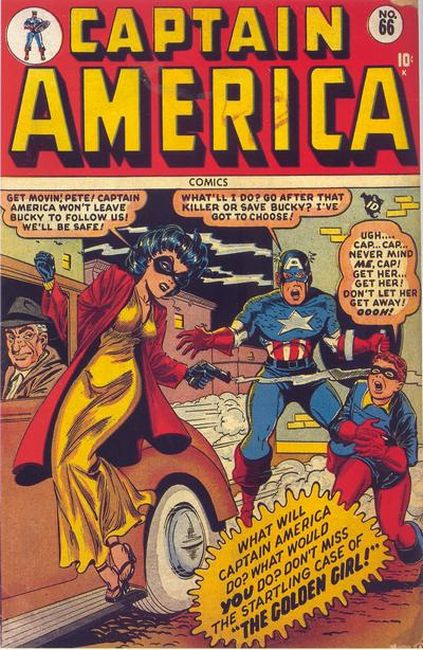 CAPTAIN
AMERICA
NO.
66
10¢
K
COMICS
GET MOVIN', PETE! CAPTAIN
AMERICA WON'T LEAVE
BUCKY TO FOLLOW US!
WE'LL BE SAFE!
WHAT'LL I DO? GO AFTER THAT
KILLER OR SAVE BUCKY? I'VE
GOT TO CHOOSE!
UGH....
CAP...CAP...
NEVER MIND
ME, CAP!
GET HER...
GET HER!
DON'T LET HER
GET AWAY!
OOOH!
WHAT WILL
CAPTAIN AMERICA
DO? WHAT WOULD
YOU DO? DON'T MISS
THE STARTLING CASE OF
"THE GOLDEN GIRL!"